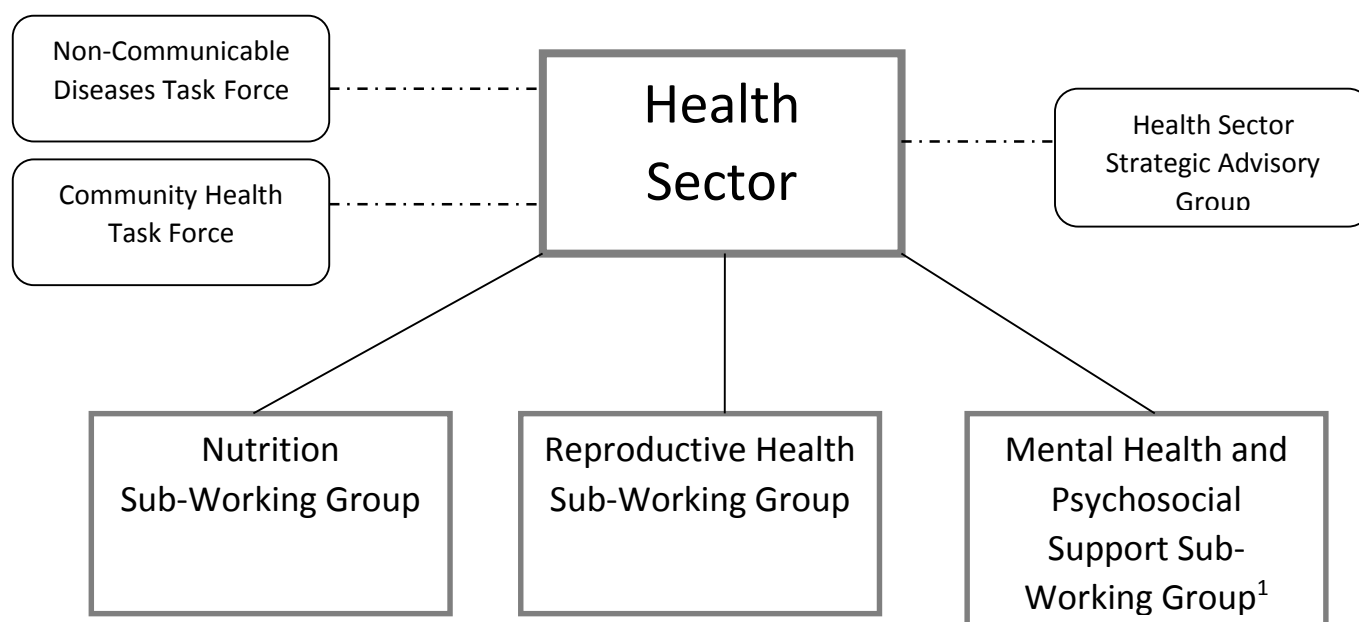 Non-Communicable
Diseases Task Force
Health
Sector
Health Sector
Strategic Advisory
Group
Community Health
Task Force
Nutrition
Sub-Working Group
Reproductive Health
Sub-Working Group
Mental Health and
Psychosocial
Support Sub-
Working Group¹